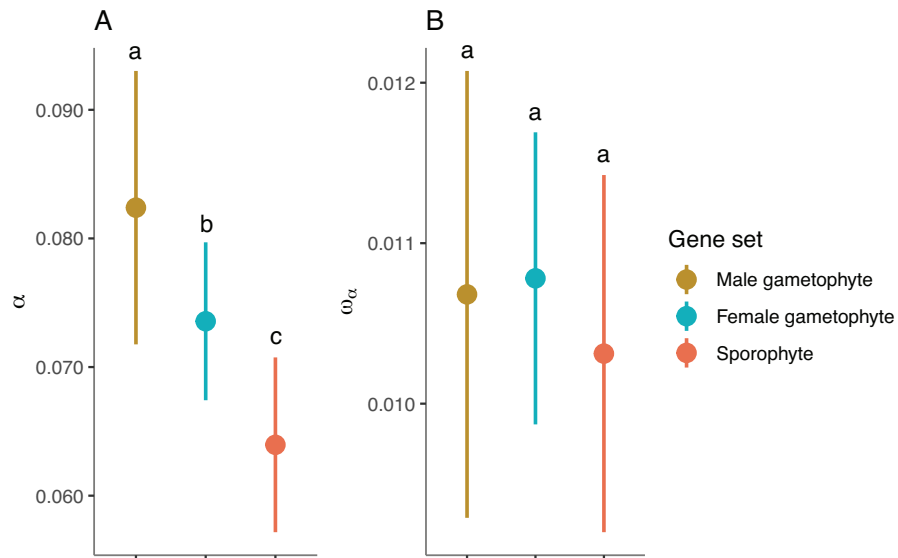 A
a
b
c
0.090
0.080
0.070
0.060
α
B
a
a
a
0.012
0.011
0.010
ωα
Gene set
Male gametophyte
Female gametophyte
Sporophyte